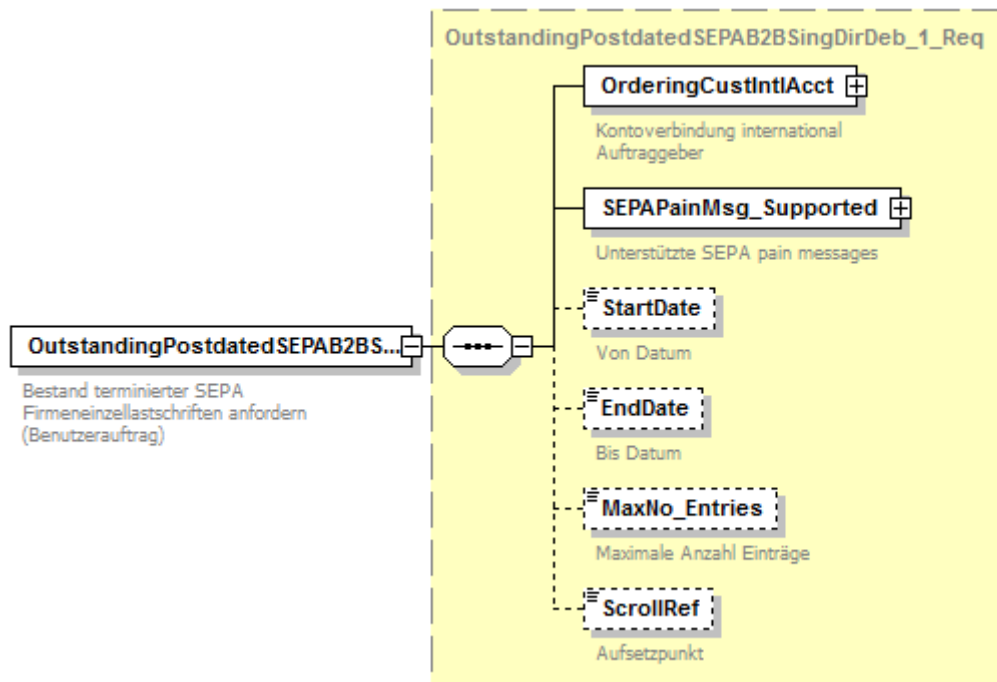 OutstandingPostdatedSEPAB2BSingDirDeb_1_Req
OrderingCustIntlAcct
Kontoverbindung international
Auftraggeber
SEPAPainMsg_Supported
Unterstützte SEPA pain messages
StartDate
Von Datum
OutstandingPostdatedSEPAB2BS...
Bestand terminierter SEPA
Firmeneinzellastschriften anfordern
(Benutzerauftrag)
EndDate
Bis Datum
MaxNo_Entries
Maximale Anzahl Einträge
ScrollRef
Aufsetzpunkt